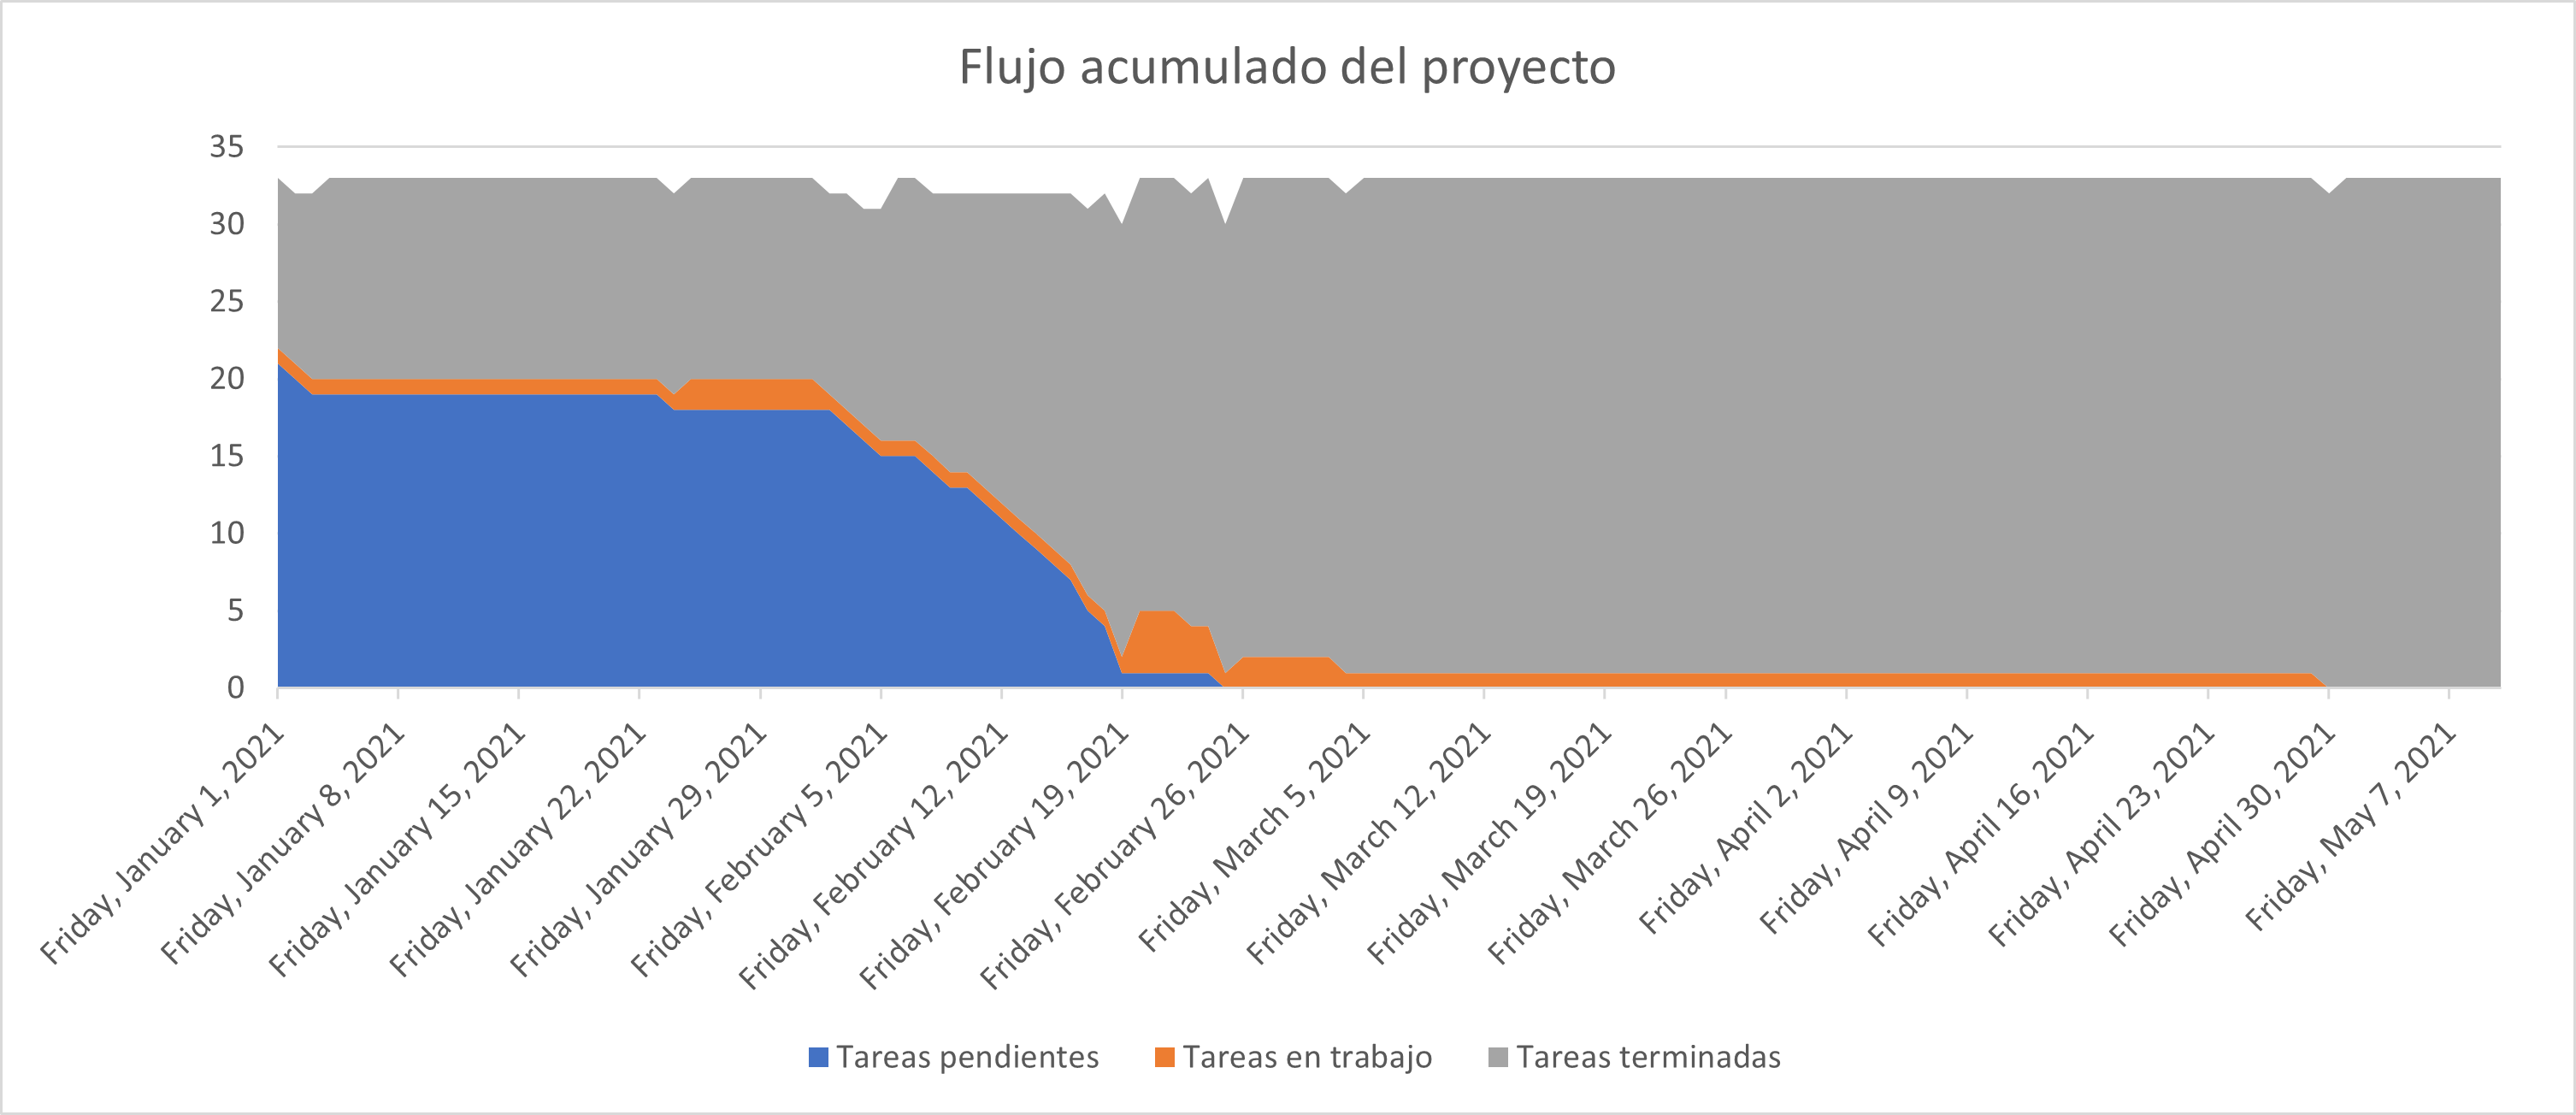 Flujo acumulado del proyecto
35
30
25
20
15
10
5
0
Friday, January 1, 2021
Friday, January 8, 2021
Friday, January 15, 2021
Friday, January 22, 2021
Friday, January 29, 2021
Friday, February 5, 2021
Friday, February 12, 2021
Friday, February 19, 2021
Friday, February 26, 2021
Friday, March 5, 2021
Friday, March 12, 2021
Friday, March 19, 2021
Friday, March 26, 2021
Friday, April 2, 2021
Friday, April 9, 2021
Friday, April 16, 2021
Friday, April 23, 2021
Friday, April 30, 2021
Friday, May 7, 2021
Tareas pendientes
Tareas en trabajo
Tareas terminadas